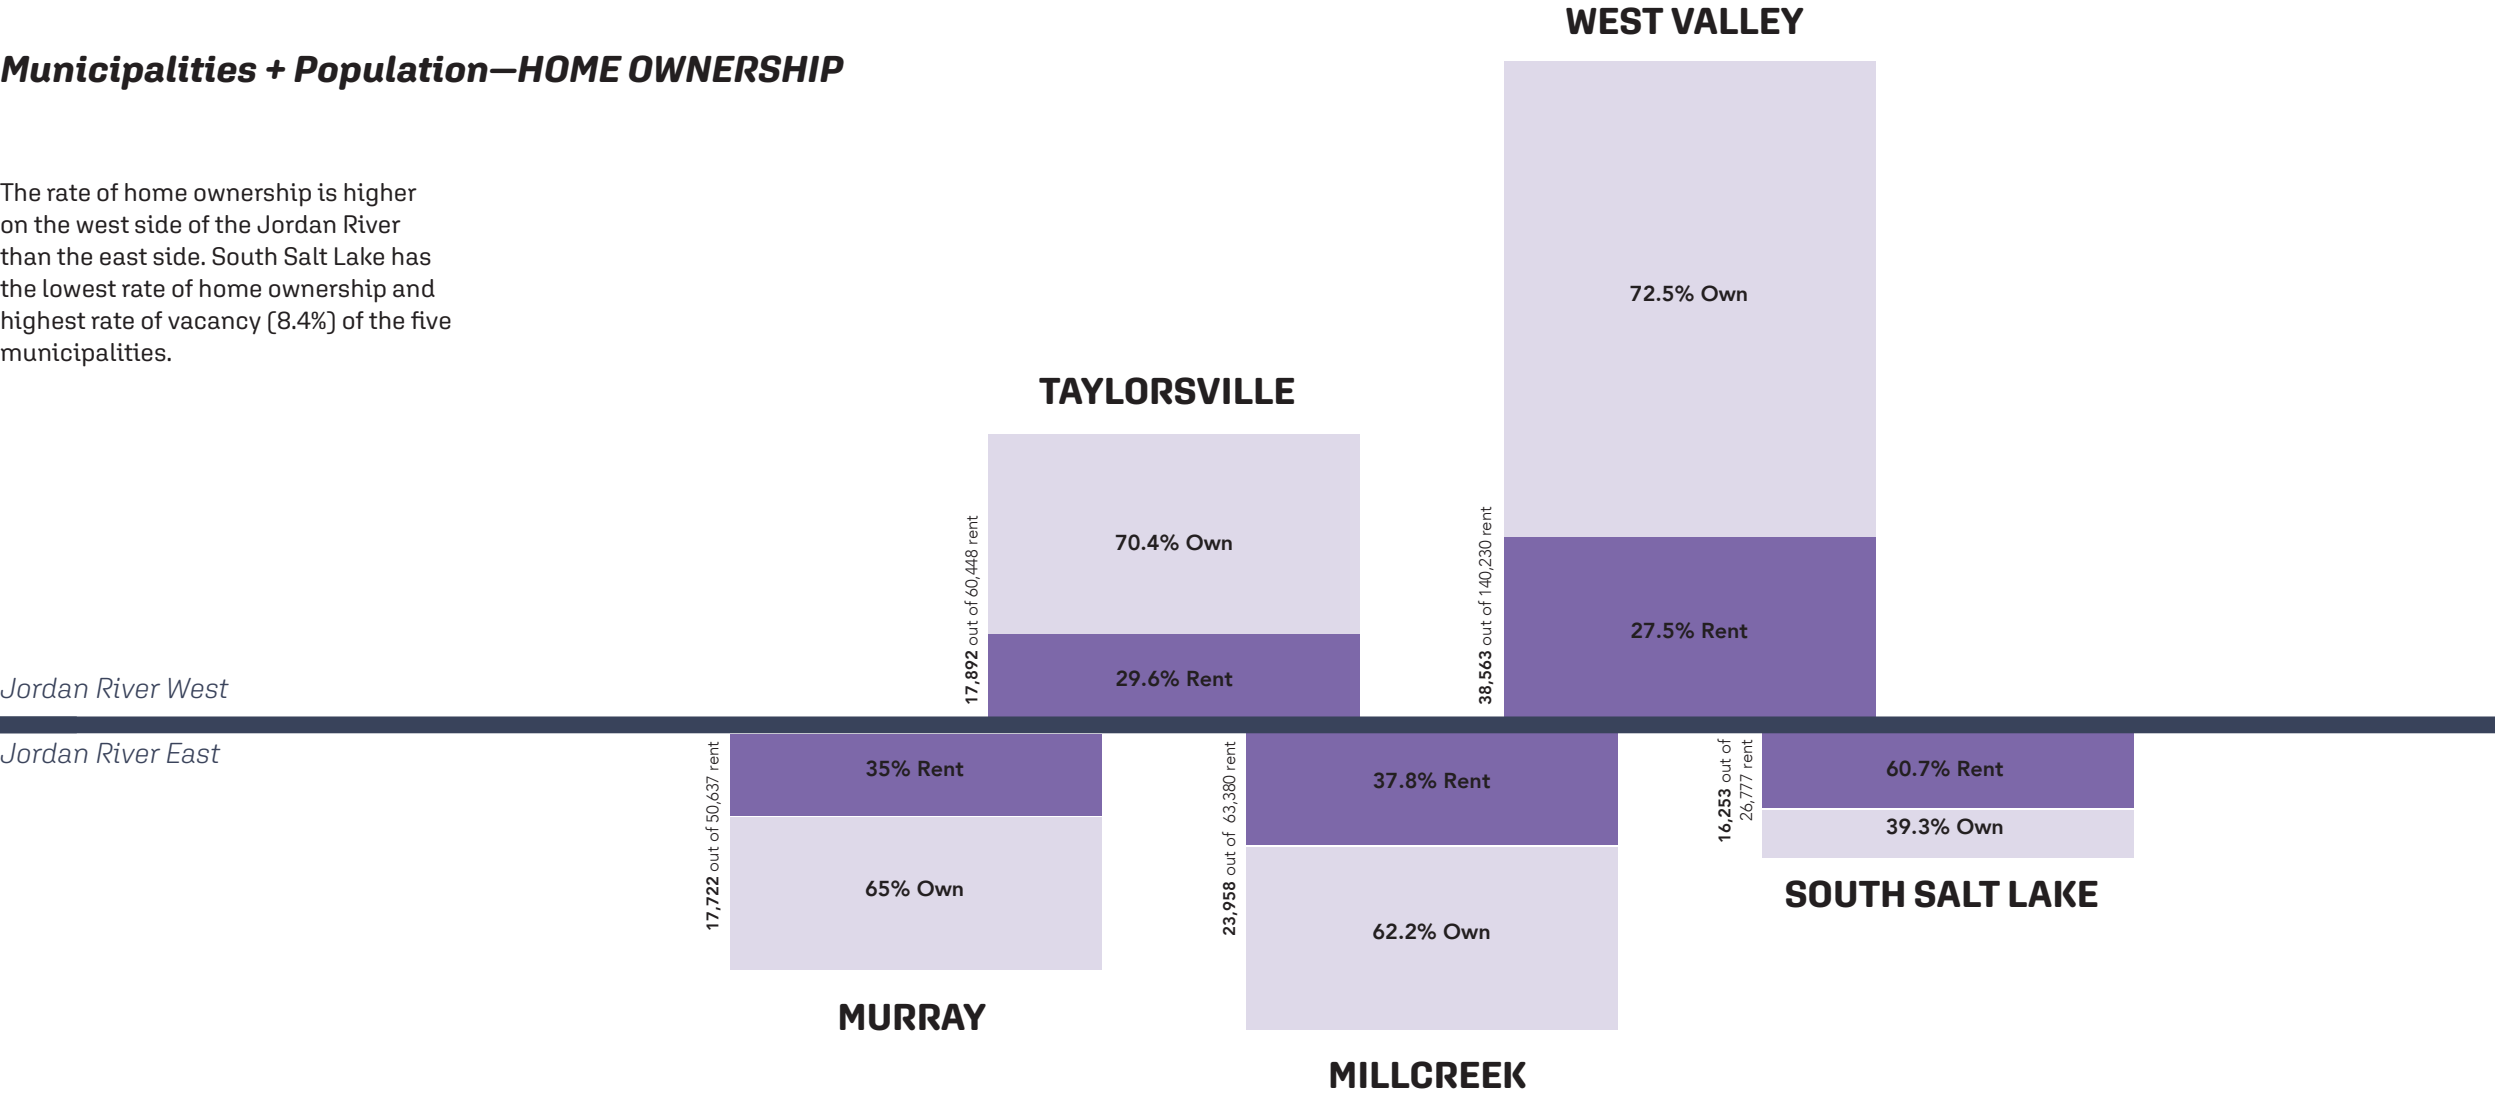 WEST VALLEY
Municipalities + Population—HOME OWNERSHIP
The rate of home ownership is higher
on the west side of the Jordan River
than the east side. South Salt Lake has
the lowest rate of home ownership and
highest rate of vacancy (8.4%) of the five
municipalities.
72.5% Own
TAYLORSVILLE
70.4% Own
17,892 out of 60,448 rent
38,563 out of 140,230 rent
27.5% Rent
29.6% Rent
Jordan River West
Jordan River East
17,722 out of 50,637 rent
35% Rent
65% Own
MURRAY
23,958 out of 63,380 rent
37.8% Rent
62.2% Own
MILLCREEK
16,253 out of
26,777 rent
60.7% Rent
39.3% Own
SOUTH SALT LAKE